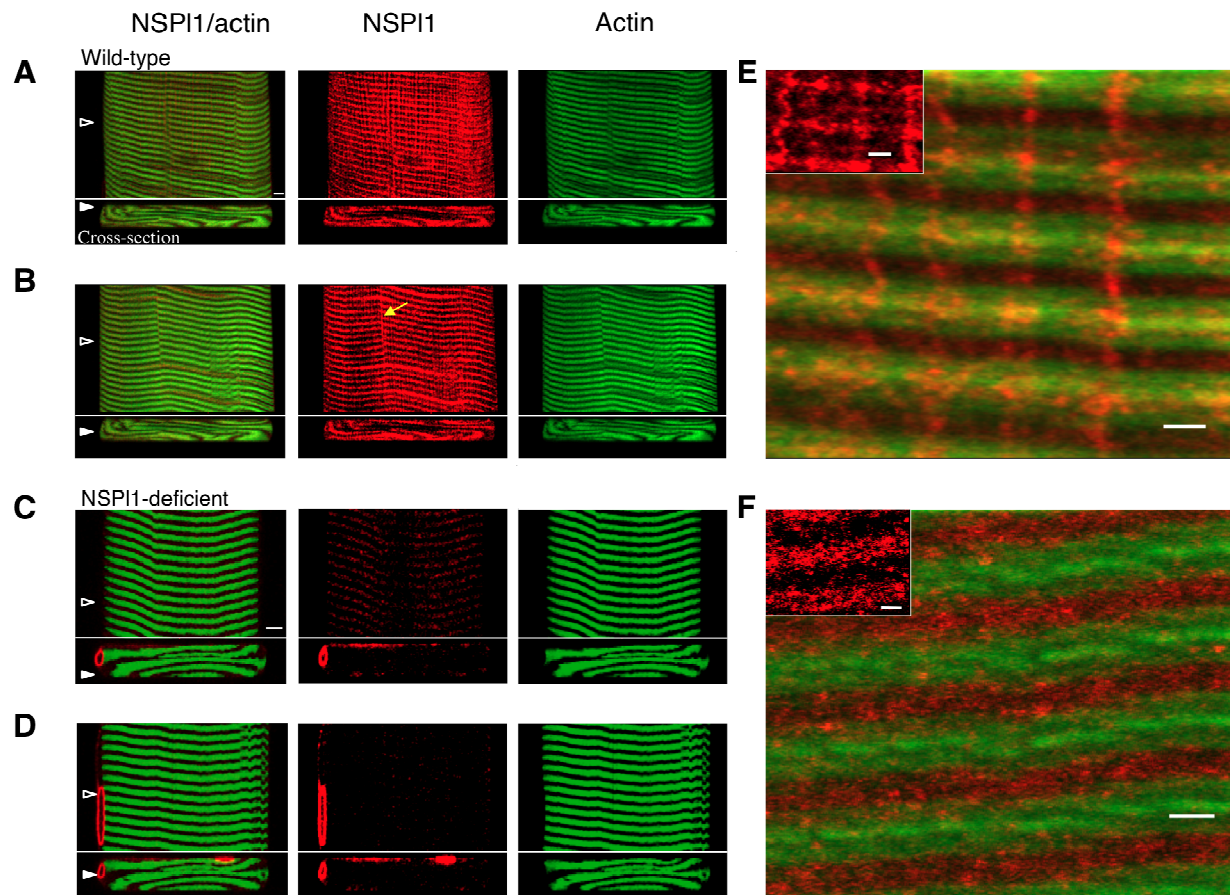 NSPl1/actin NSPl1 Actin
Wild-type
A
Cross-section
B
NSPl1-deficient
C
D
E
F